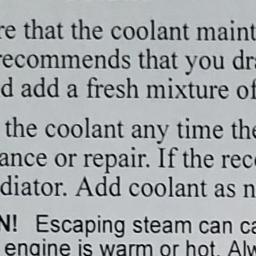 re that the coolant maint
recommends that you dra
d add a fresh mixture of
the coolant any time the
ance or repair. If the rec
diator. Add coolant as n
N! Escaping steam can ca
engine is warm or hot. Alw